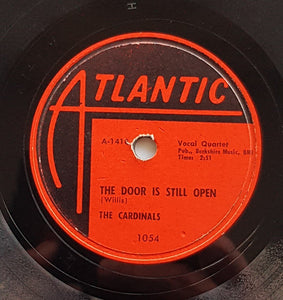 ATLANTIC
A-141
Vocal Quartet
Pub., Berkshire Music, BMI
Time: 2:51
THE DOOR IS STILL OPEN
(Willis)
THE CARDINALS
1054